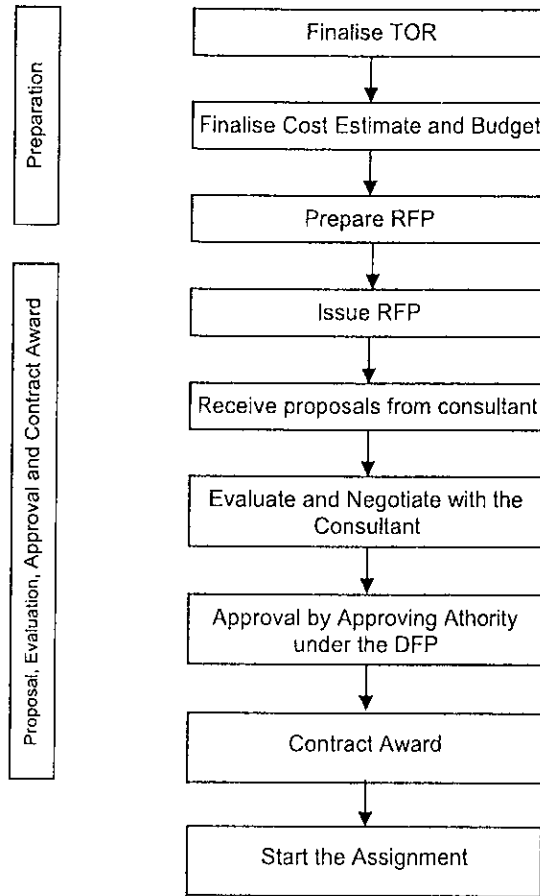 Preparation
Finalise TOR
Finalise Cost Estimate and Budget
Prepare RFP
Proposal, Evaluation, Approval and Contract Award
Issue RFP
Receive proposals from consultant
Evaluate and Negotiate with the
Consultant
Approval by Approving Athority
under the DFP
Contract Award
Start the Assignment